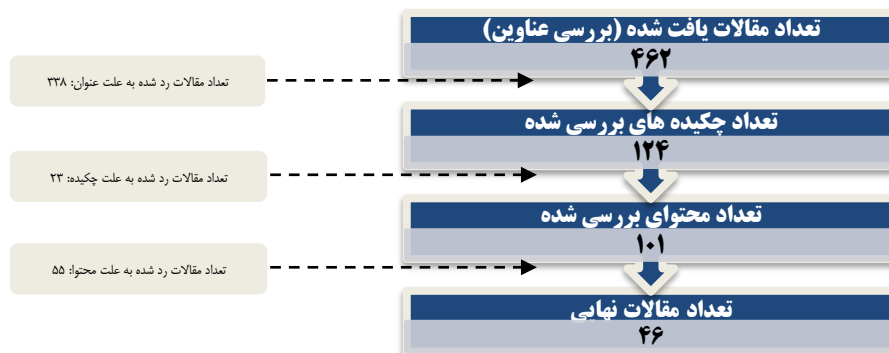 تعداد مقالات یافت شده (بررسی عناوین)
۴۶۲
تعداد مقالات رد شده به علت عنوان: ۳۳۸
تعداد چکیده های بررسی شده
۱۲۴
تعداد مقالات رد شده به علت چکیده: ۲۳
تعداد محتوای بررسی شده
۱۰۱
تعداد مقالات رد شده به علت محتوا: ۵۵
تعداد مقالات نهایی
۴۶